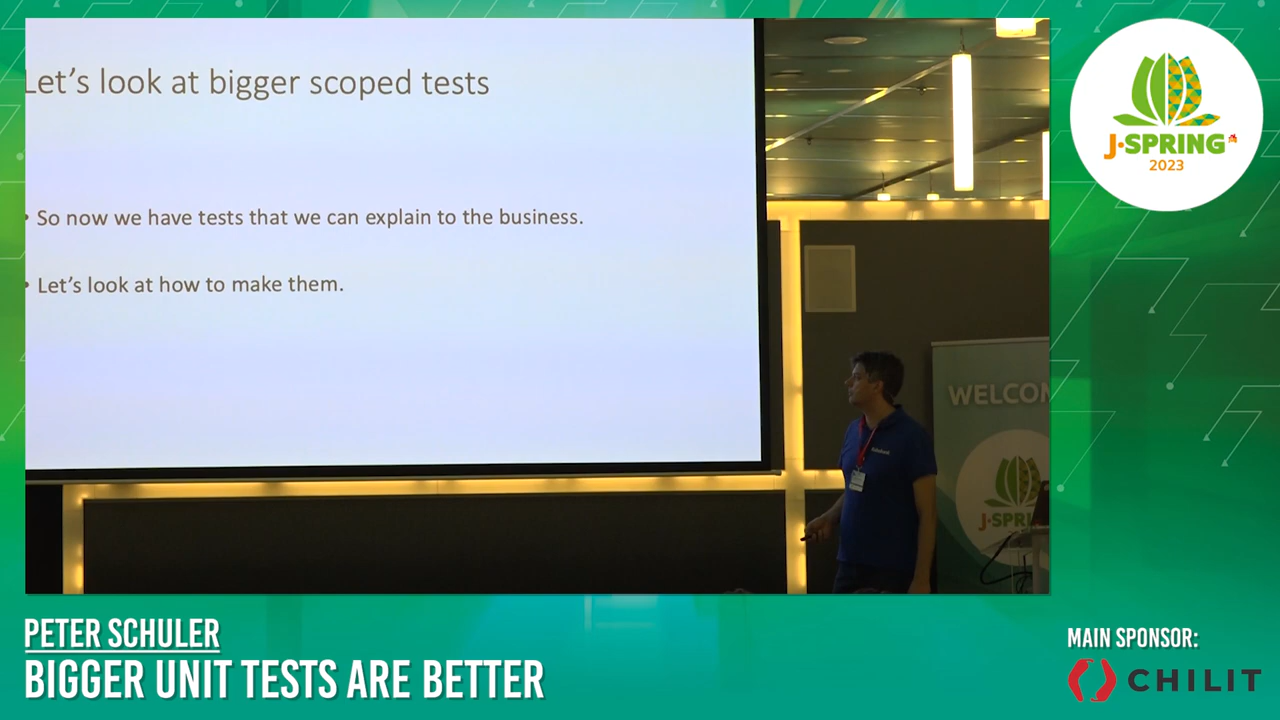 Let's look at bigger scoped tests
• So now we have tests that we can explain to the business.
• Let's look at how to make them.
WELCOM
J-SPRI
J·SPRING
2023
PETER SCHULER
BIGGER UNIT TESTS ARE BETTER
MAIN SPONSOR:
CHILIT